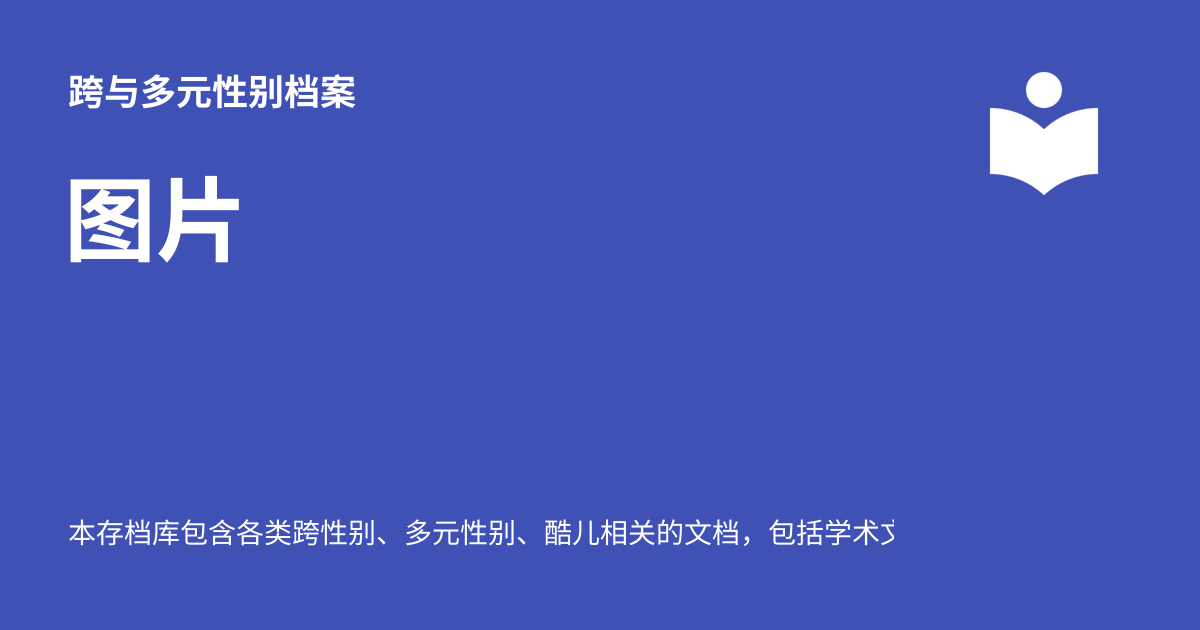 跨与多元性别档案
图片
本存档库包含各类跨性别、多元性别、酷儿相关的文档，包括学术